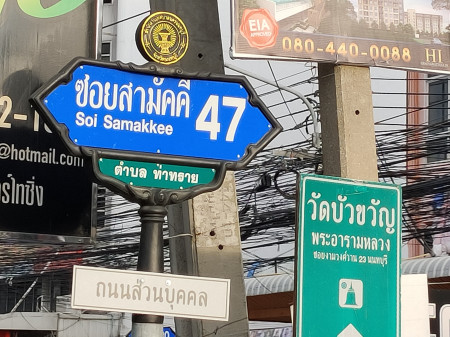 EIA
APPROVED
080-440-0088
ซอยสามัคคี 47
Soi Samakkee
ตำบล ท่าทราย
@hotmail.com
ถนนส่วนบุคคล
วัดบัวขวัญ
พระอารามหลวง
ซอยงามวงศ์วาน 23 นนทบุรี